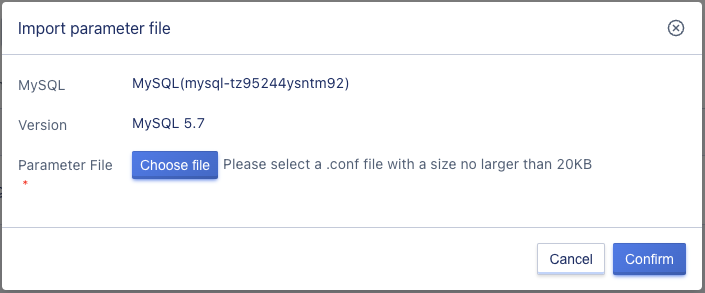 Import parameter file
MySQL MySQL(mysql-tz95244ysntm92)
Version MySQL 5.7
Parameter File Choose file Please select a .conf file with a size no larger than 20KB
*
Cancel Confirm